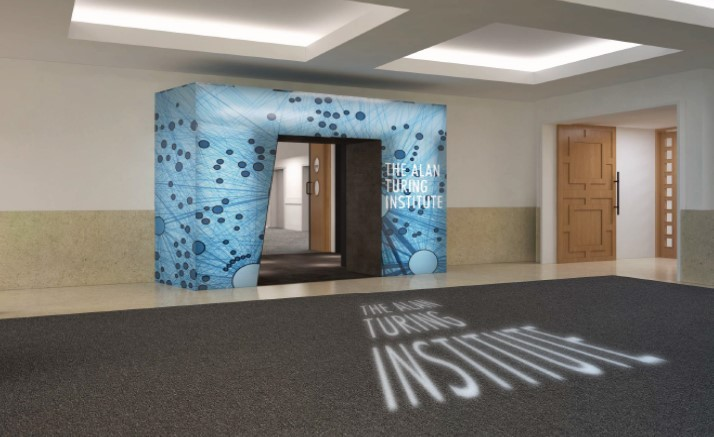 THE ALAN
TURING
INSTITUTE
THE ALAN
TURING
INSTITUTE